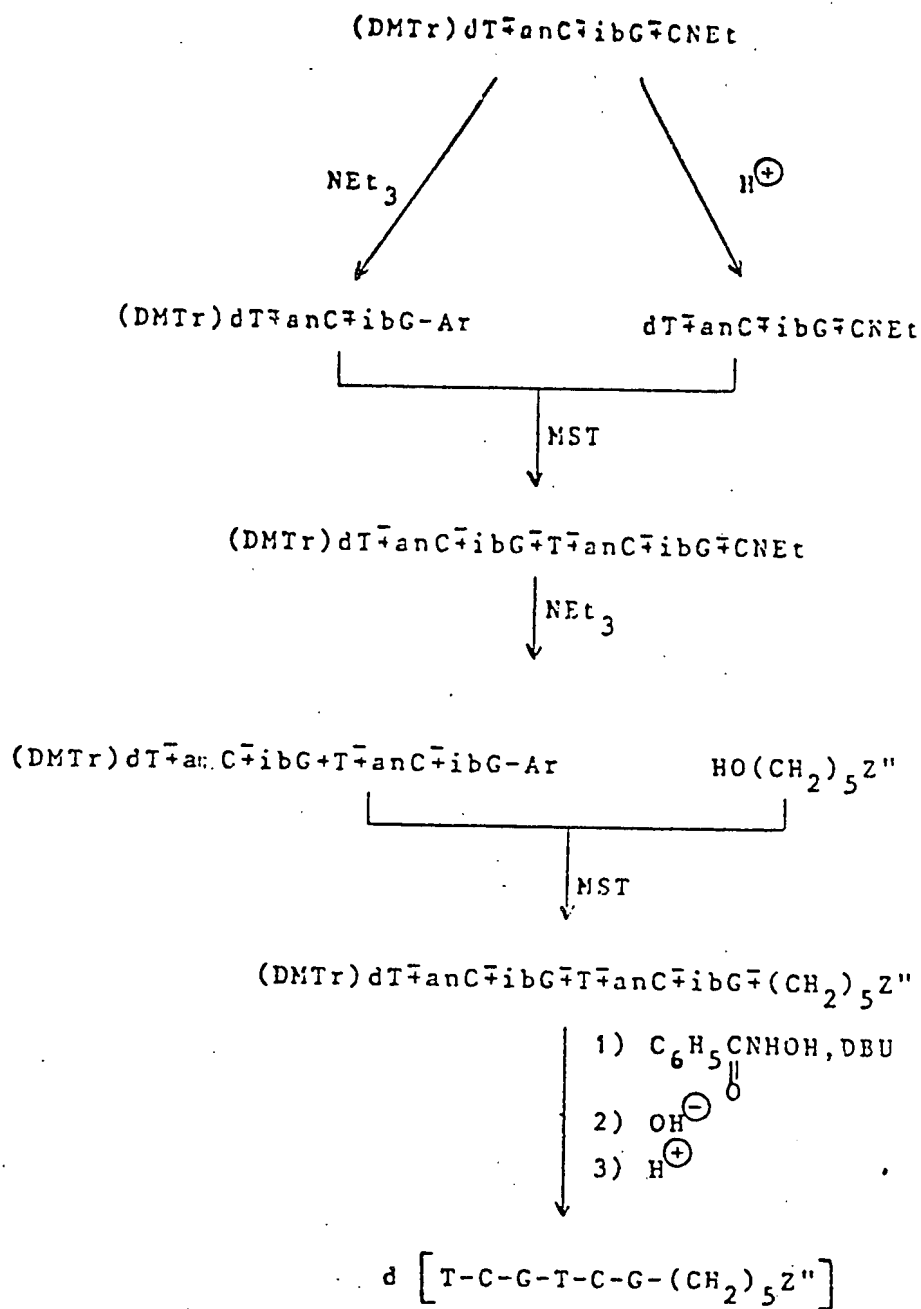 (DMTr)dT∓anC∓ibG∓CNEt
NEt₃ H⊕
(DMTr)dT∓anC∓ibG-Ar dT∓anC∓ibG∓CNEt
MST
(DMTr)dT∓anC∓ibG∓T∓anC∓ibG∓CNEt
NEt₃
(DMTr)dT∓anC∓ibG+T∓anC∓ibG-Ar HO(CH₂)₅Z"
MST
(DMTr)dT∓anC∓ibG∓T∓anC∓ibG∓(CH₂)₅Z"
1) C₆H₅CNHOH,DBU
O
2) OH⊖
3) H⊕
d[T-C-G-T-C-G-(CH₂)₅Z"]